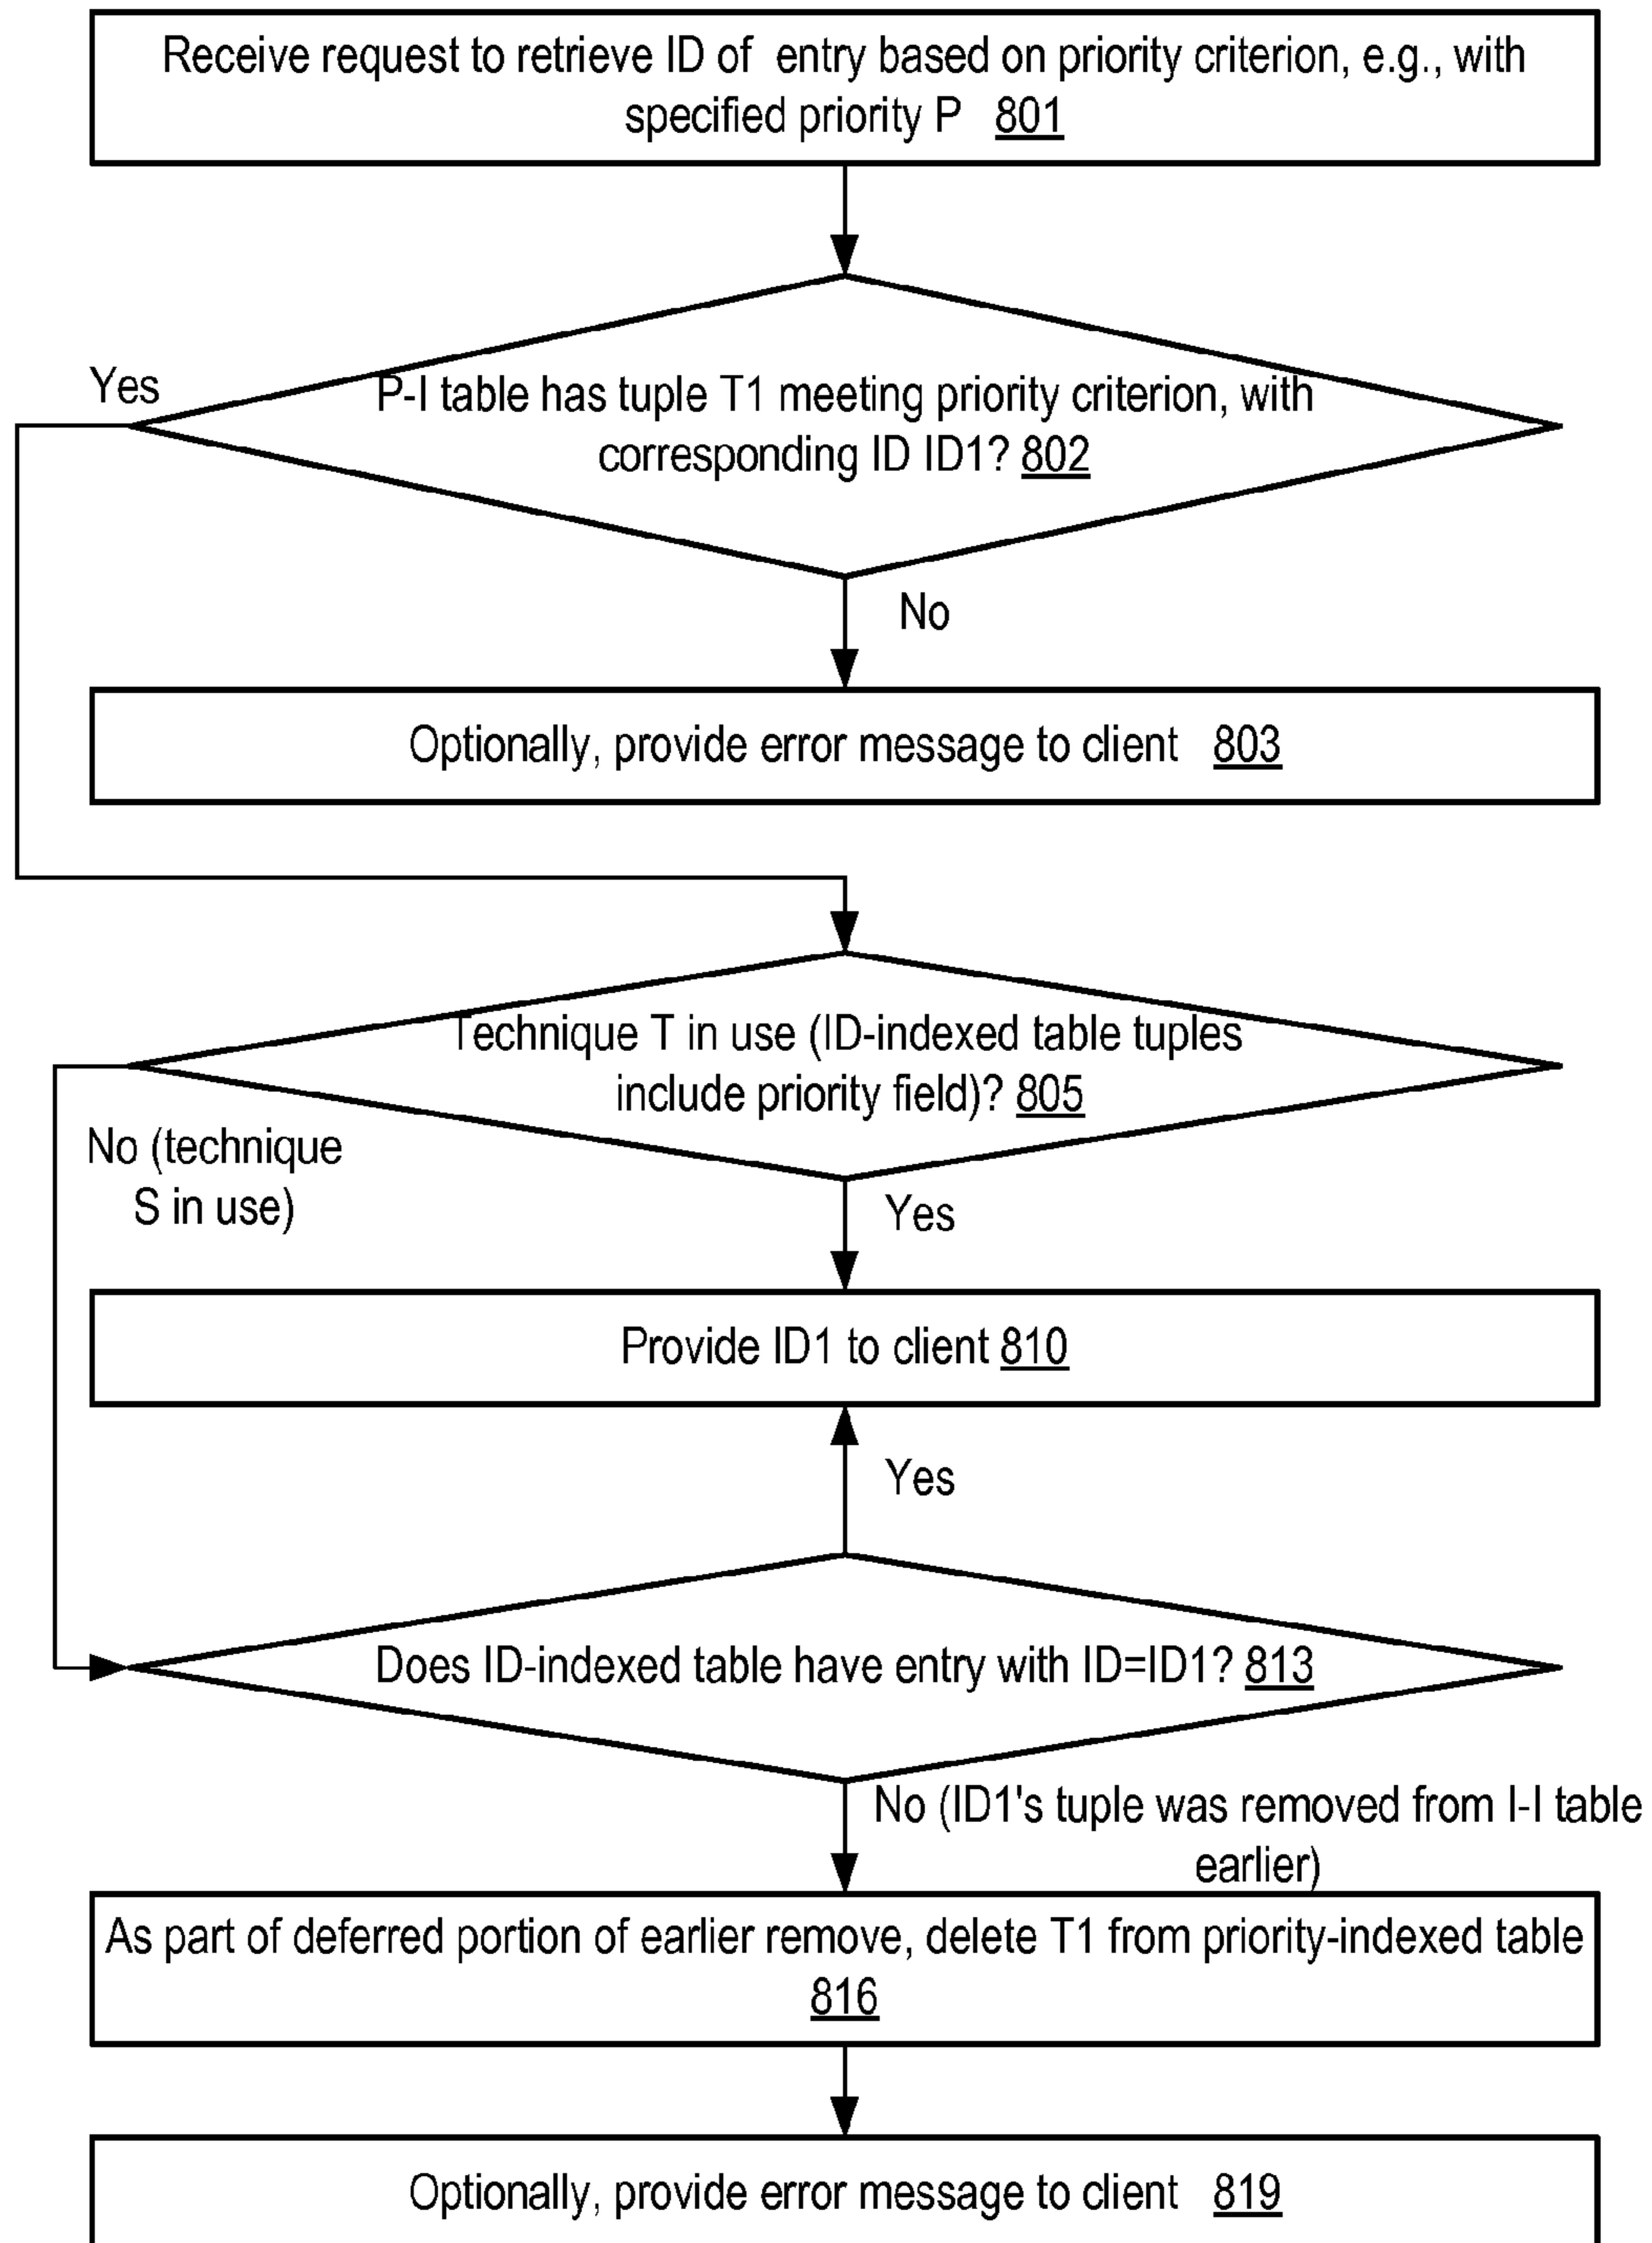 Receive request to retrieve ID of entry based on priority criterion, e.g., with
specified priority P 801
Yes
P-I table has tuple T1 meeting priority criterion, with
corresponding ID ID1? 802
No
Optionally, provide error message to client 803
Technique T in use (ID-indexed table tuples
include priority field)? 805
No (technique
S in use)
Yes
Provide ID1 to client 810
Yes
Does ID-indexed table have entry with ID=ID1? 813
No (ID1's tuple was removed from I-I table
earlier)
As part of deferred portion of earlier remove, delete T1 from priority-indexed table
816
Optionally, provide error message to client 819